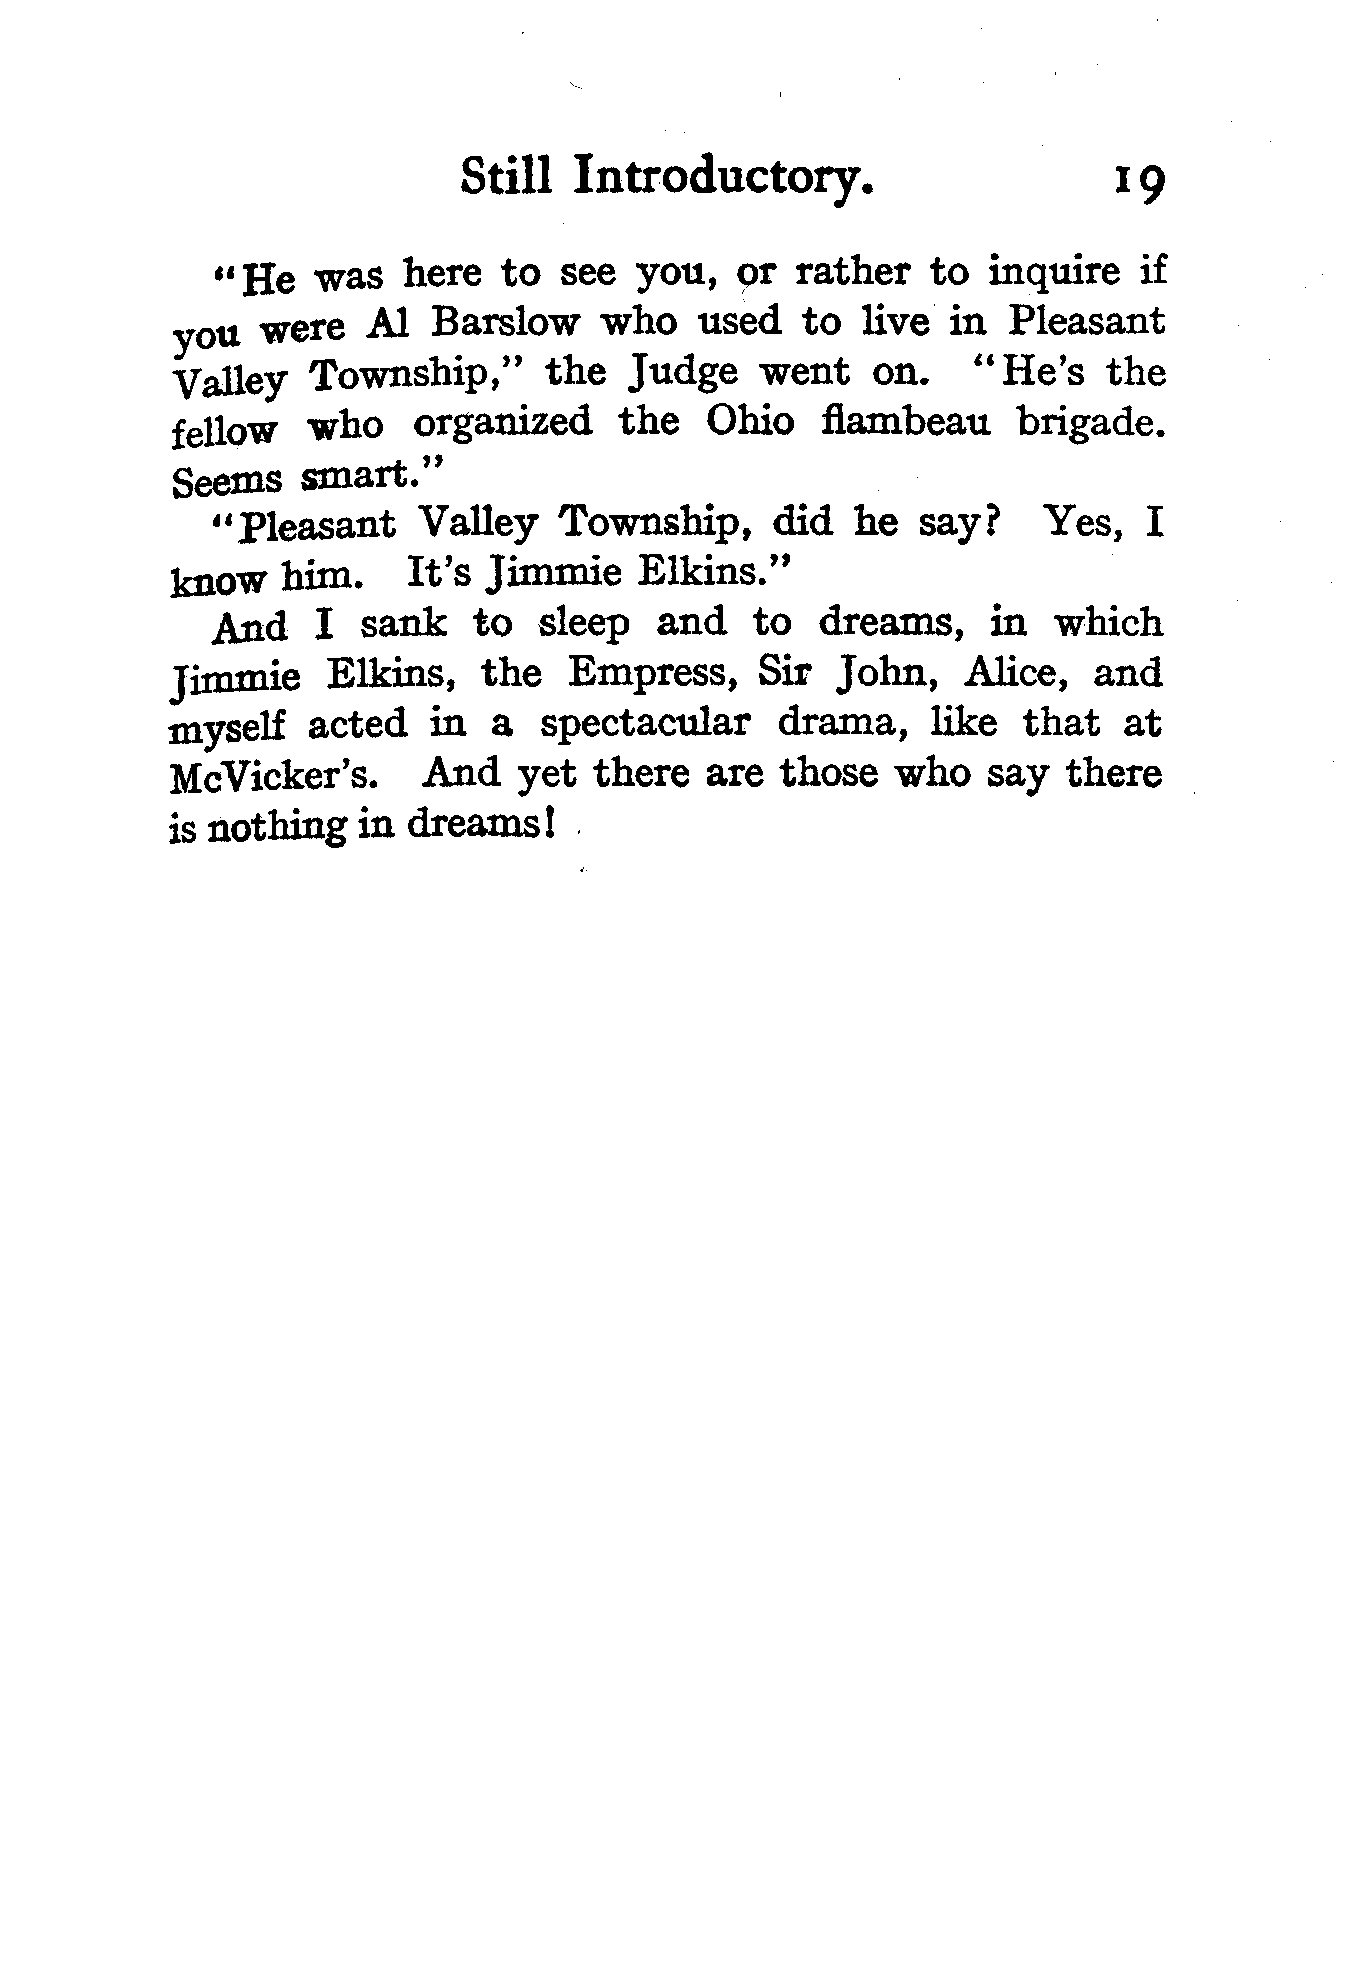 Still Introductory. 19
"He was here to see you, or rather to inquire if
you were Al Barslow who used to live in Pleasant
Valley Township," the Judge went on. "He's the
fellow who organized the Ohio flambeau brigade.
Seems smart."
"Pleasant Valley Township, did he say? Yes, I
know him. It's Jimmie Elkins."
And I sank to sleep and to dreams, in which
Jimmie Elkins, the Empress, Sir John, Alice, and
myself acted in a spectacular drama, like that at
McVicker's. And yet there are those who say there
is nothing in dreams!